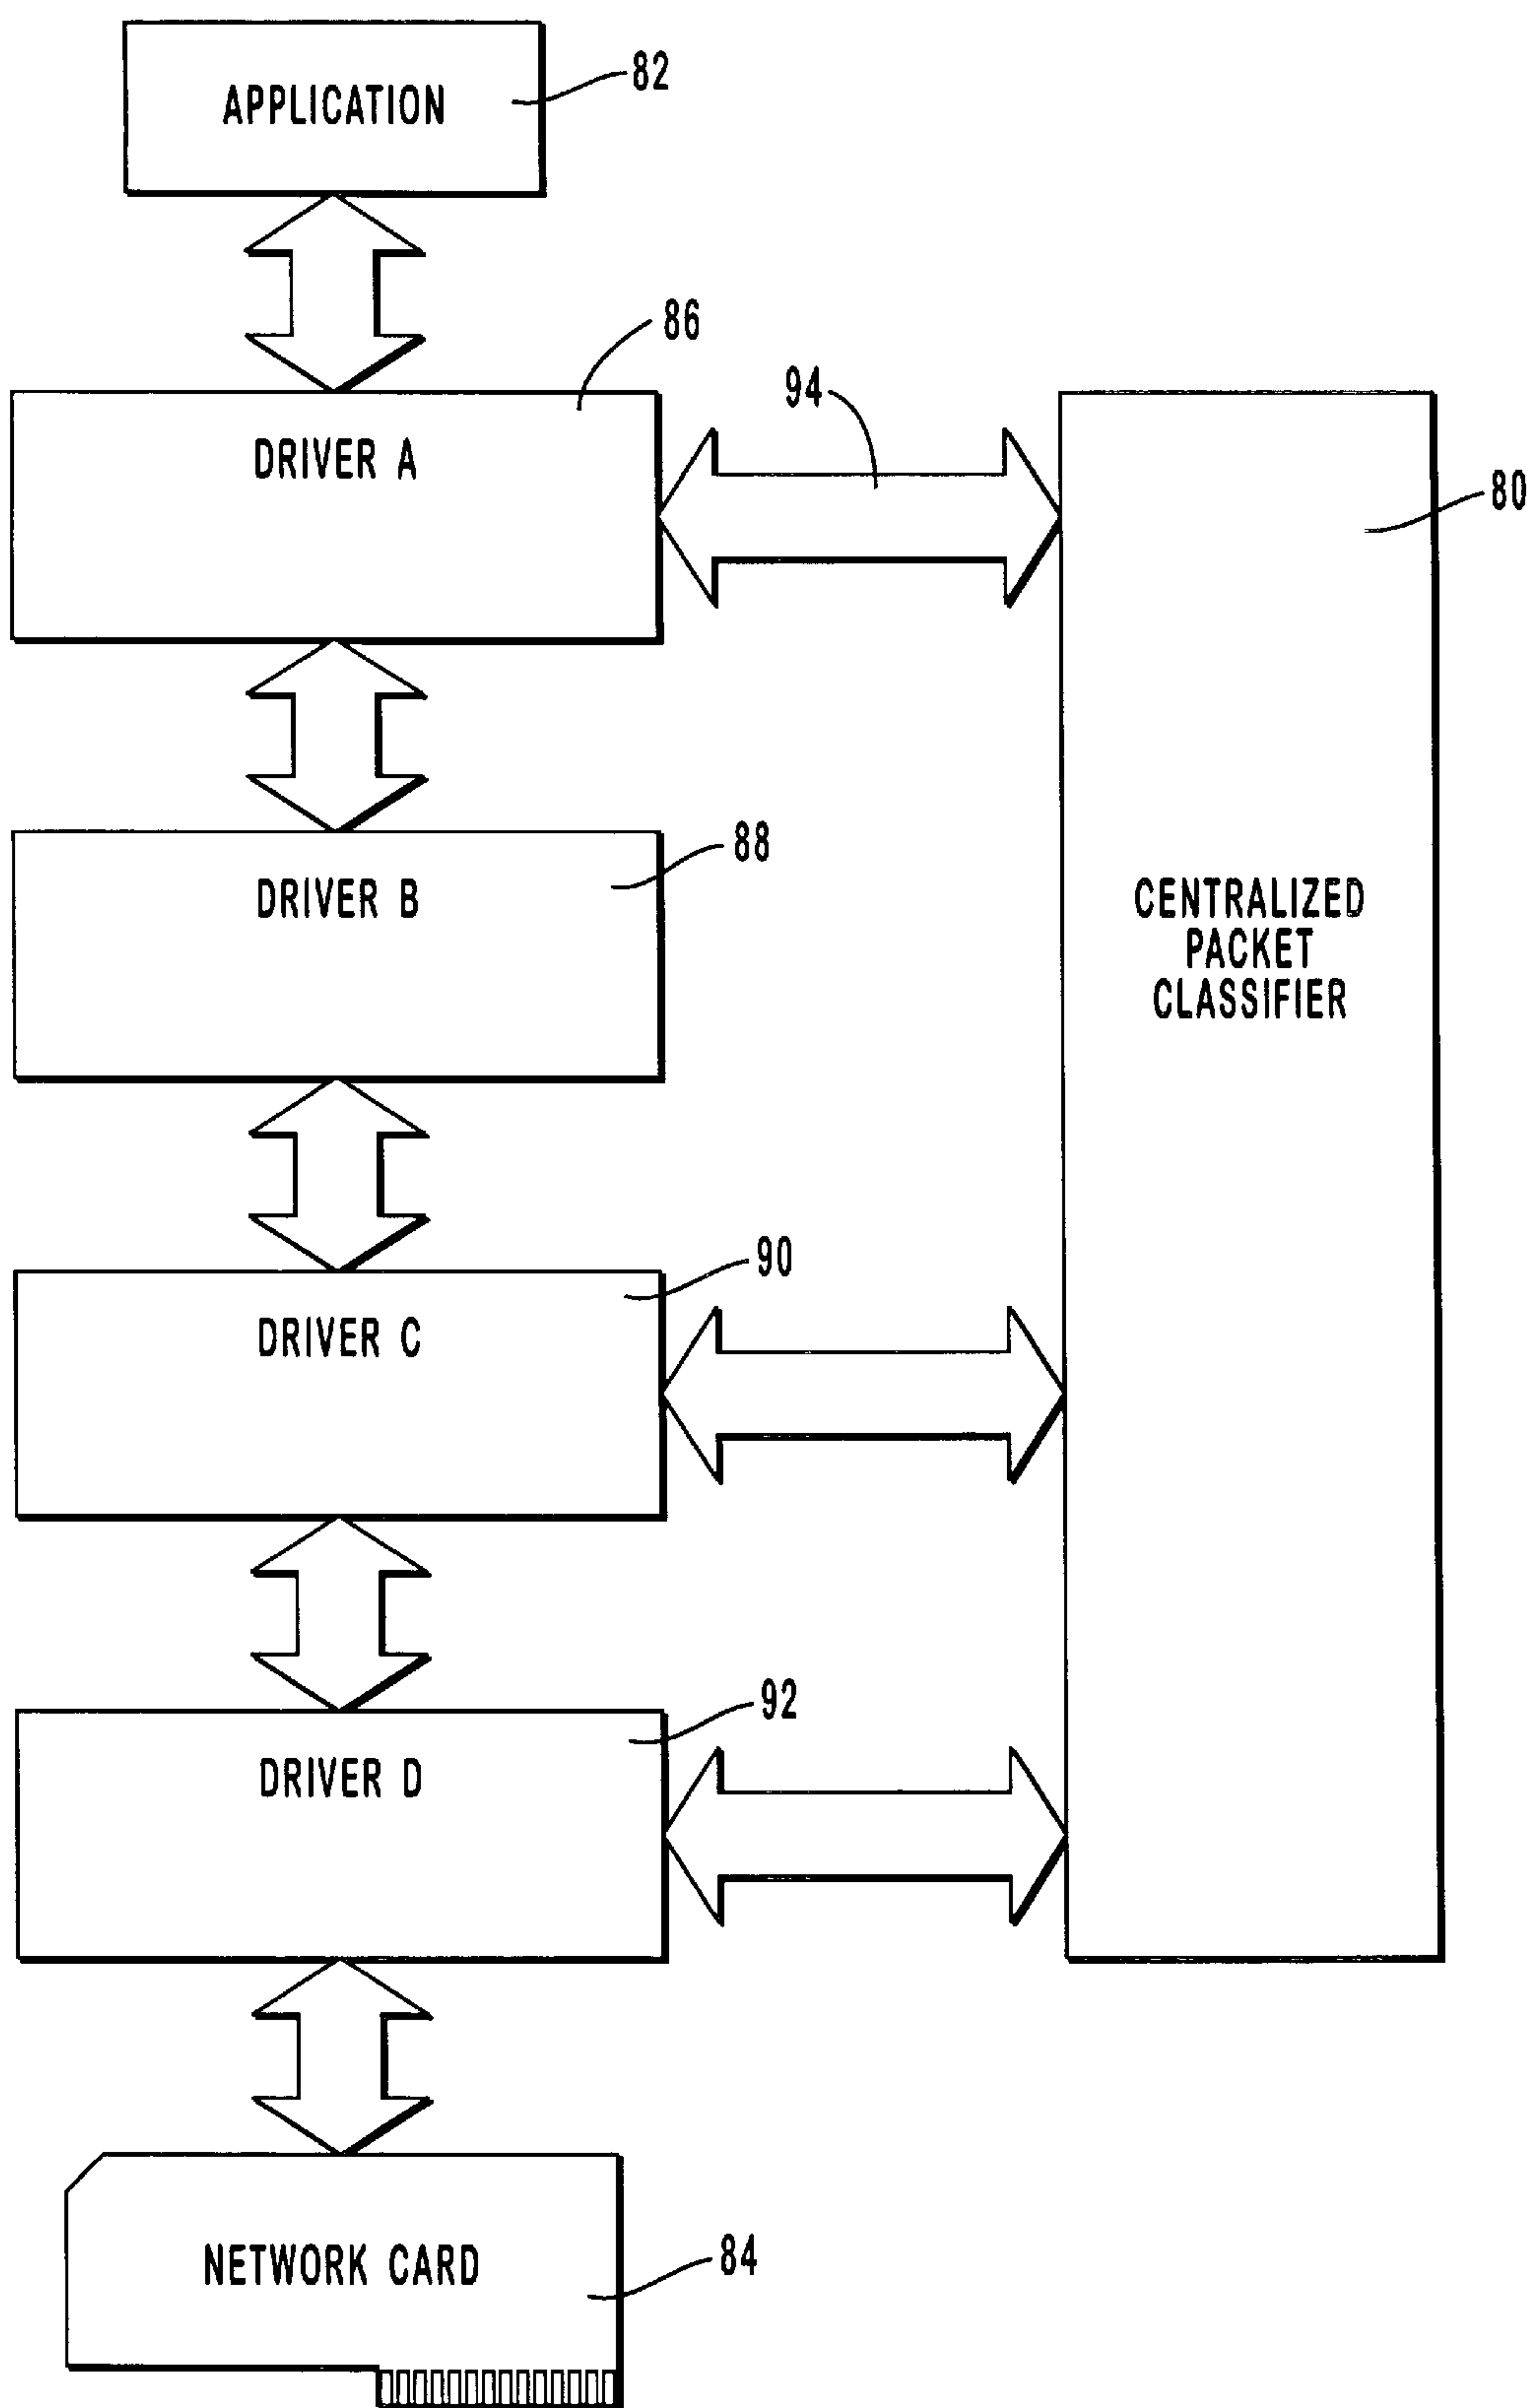 APPLICATION
82
86
94
DRIVER A
80
88
DRIVER B
CENTRALIZED
PACKET
CLASSIFIER
90
DRIVER C
92
DRIVER D
NETWORK CARD
84